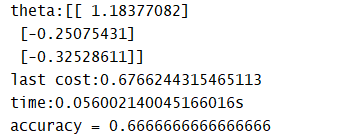 theta:[[ 1.18377082]
 [-0.25075431]
 [-0.32528611]]
last cost:0.6766244315465113
time:0.056002140045166016s
accuracy = 0.6666666666666666